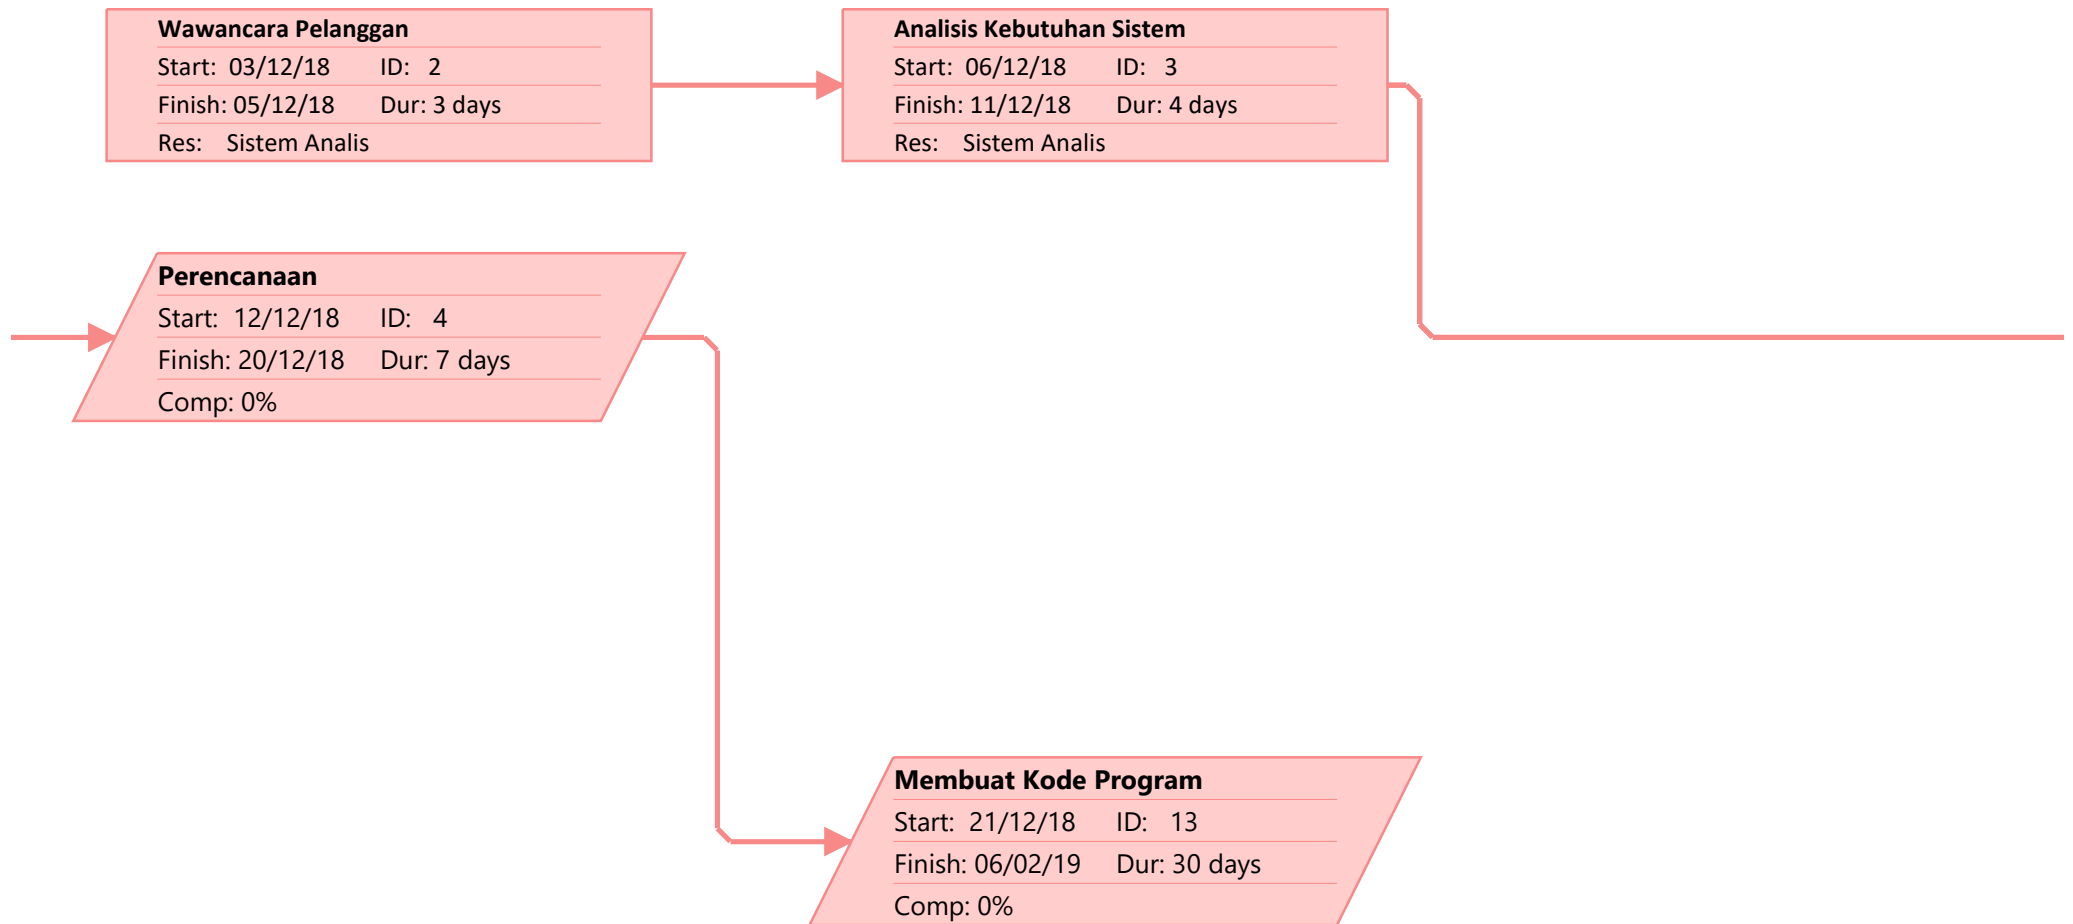 Wawancara Pelanggan
Start: 03/12/18 ID: 2
Finish: 05/12/18 Dur: 3 days
Res: Sistem Analis
Analisis Kebutuhan Sistem
Start: 06/12/18 ID: 3
Finish: 11/12/18 Dur: 4 days
Res: Sistem Analis
Perencanaan
Start: 12/12/18 ID: 4
Finish: 20/12/18 Dur: 7 days
Comp: 0%
Membuat Kode Program
Start: 21/12/18 ID: 13
Finish: 06/02/19 Dur: 30 days
Comp: 0%